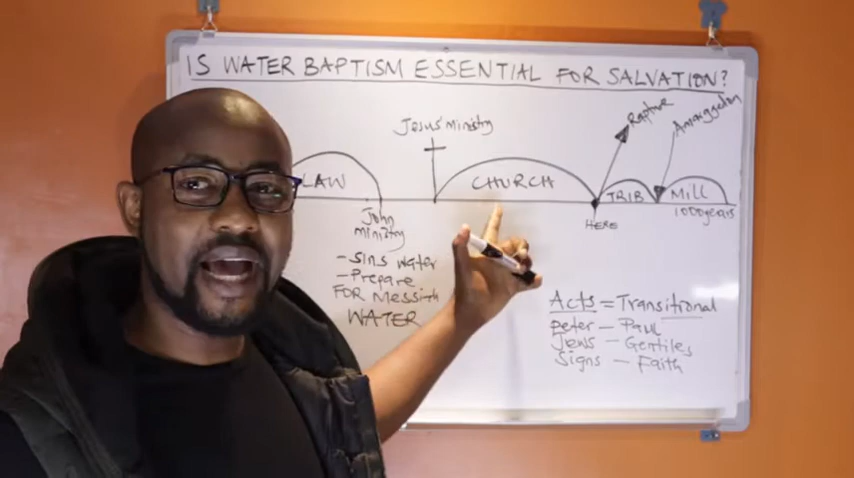 IS WATER BAPTISM ESSENTIAL FOR SALVATION?
Jesus' ministry
Rapture
Armaggedon
LAW
CHURCH
TRIB
Mill
1000years
John
ministry
HERE
- Sins water
- Prepare
FOR Messiah
WATER
Acts = Transitional
Peter - Paul
Jews - Gentiles
Signs - Faith